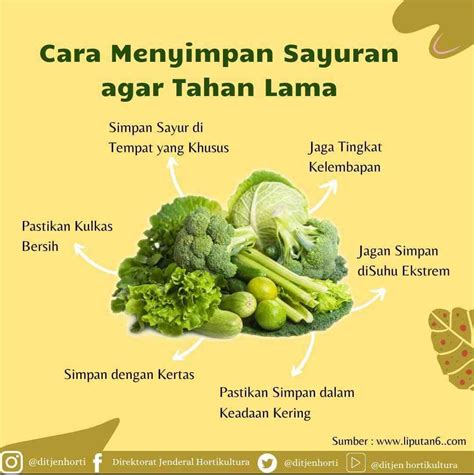 Cara Menyimpan Sayuran
agar Tahan Lama
Simpan Sayur di
Tempat yang Khusus
Jaga Tingkat
Kelembapan
Pastikan Kulkas
Bersih
Jagan Simpan
diSuhu Ekstrem
Simpan dengan Kertas
Pastikan Simpan dalam
Keadaan Kering
Sumber : www.liputan6..com
@ditjenhorti
Direktorat Jenderal Hortikultura
@ditjenhorti
@ditjen hortikultura